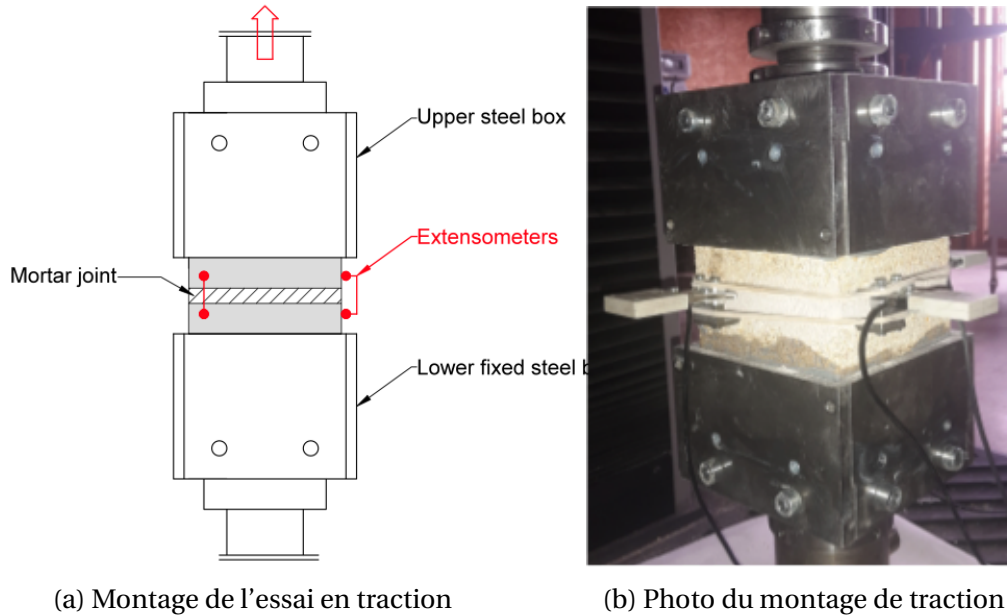 Upper steel box
Extensometers
Mortar joint
Lower fixed steel b
(a) Montage de l'essai en traction
(b) Photo du montage de traction